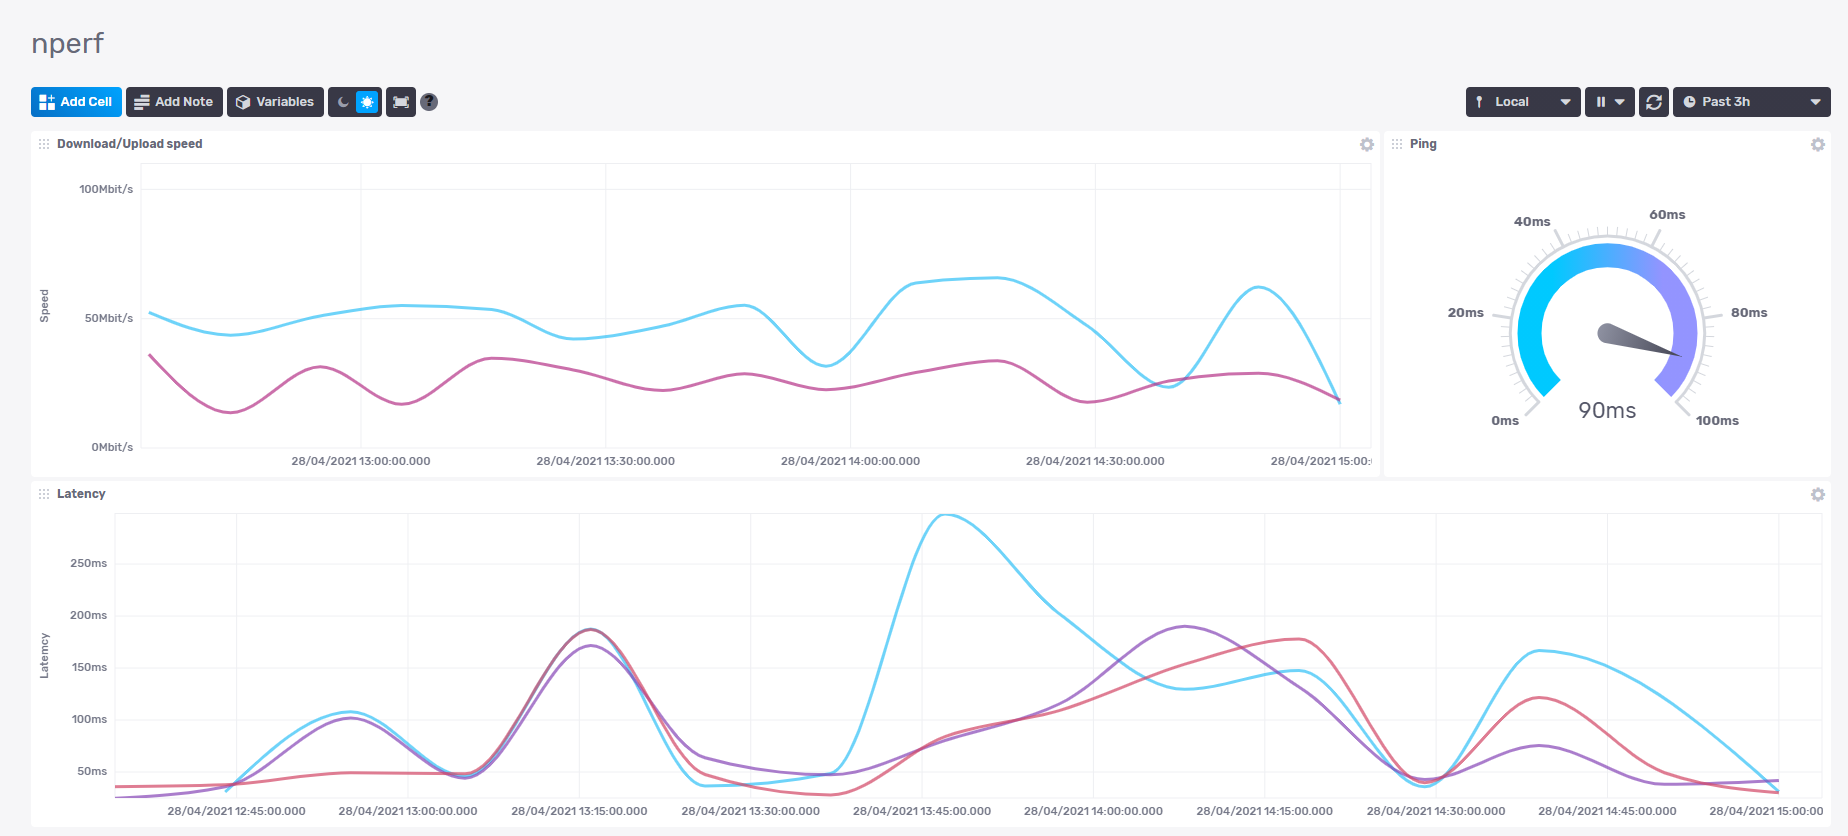 nperf
Add Cell Add Note Variables ? Local Past 3h
Download/Upload speed
100Mbit/s
50Mbit/s
0Mbit/s
Speed
28/04/2021 13:00:00.000 28/04/2021 13:30:00.000 28/04/2021 14:00:00.000 28/04/2021 14:30:00.000 28/04/2021 15:00:
Ping
0ms
20ms
40ms
60ms
80ms
100ms
90ms
Latency
250ms
200ms
150ms
100ms
50ms
Latemcy
28/04/2021 12:45:00.000 28/04/2021 13:00:00.000 28/04/2021 13:15:00.000 28/04/2021 13:30:00.000 28/04/2021 13:45:00.000 28/04/2021 14:00:00.000 28/04/2021 14:15:00.000 28/04/2021 14:30:00.000 28/04/2021 14:45:00.000 28/04/2021 15:00:00